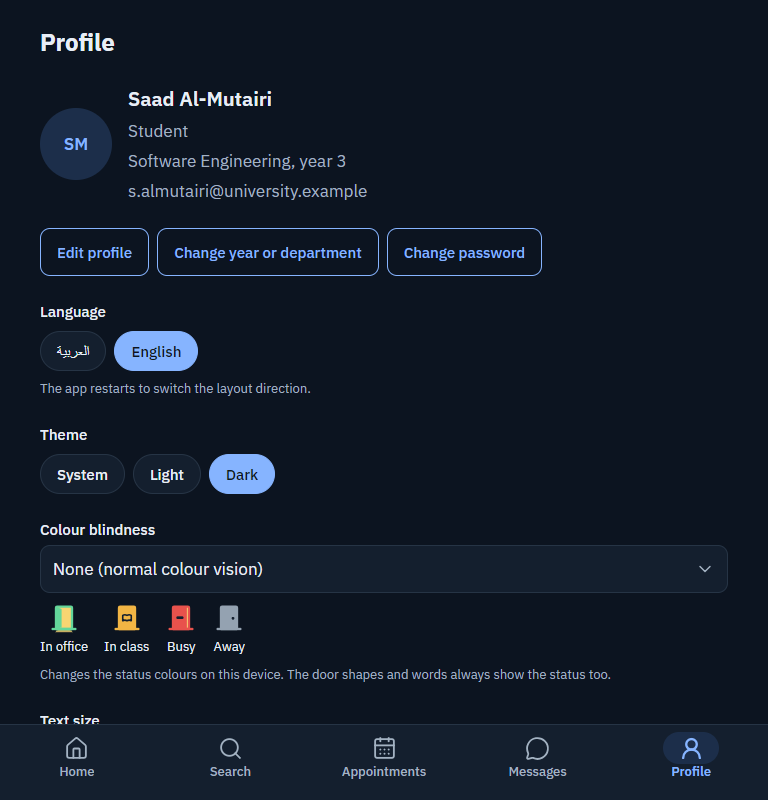 Profile
SM
Saad Al-Mutairi
Student
Software Engineering, year 3
s.almutairi@university.example
Edit profile
Change year or department
Change password
Language
العربية
English
The app restarts to switch the layout direction.
Theme
System
Light
Dark
Colour blindness
None (normal colour vision)
In office
In class
Busy
Away
Changes the status colours on this device. The door shapes and words always show the status too.
Text size
Home
Search
Appointments
Messages
Profile